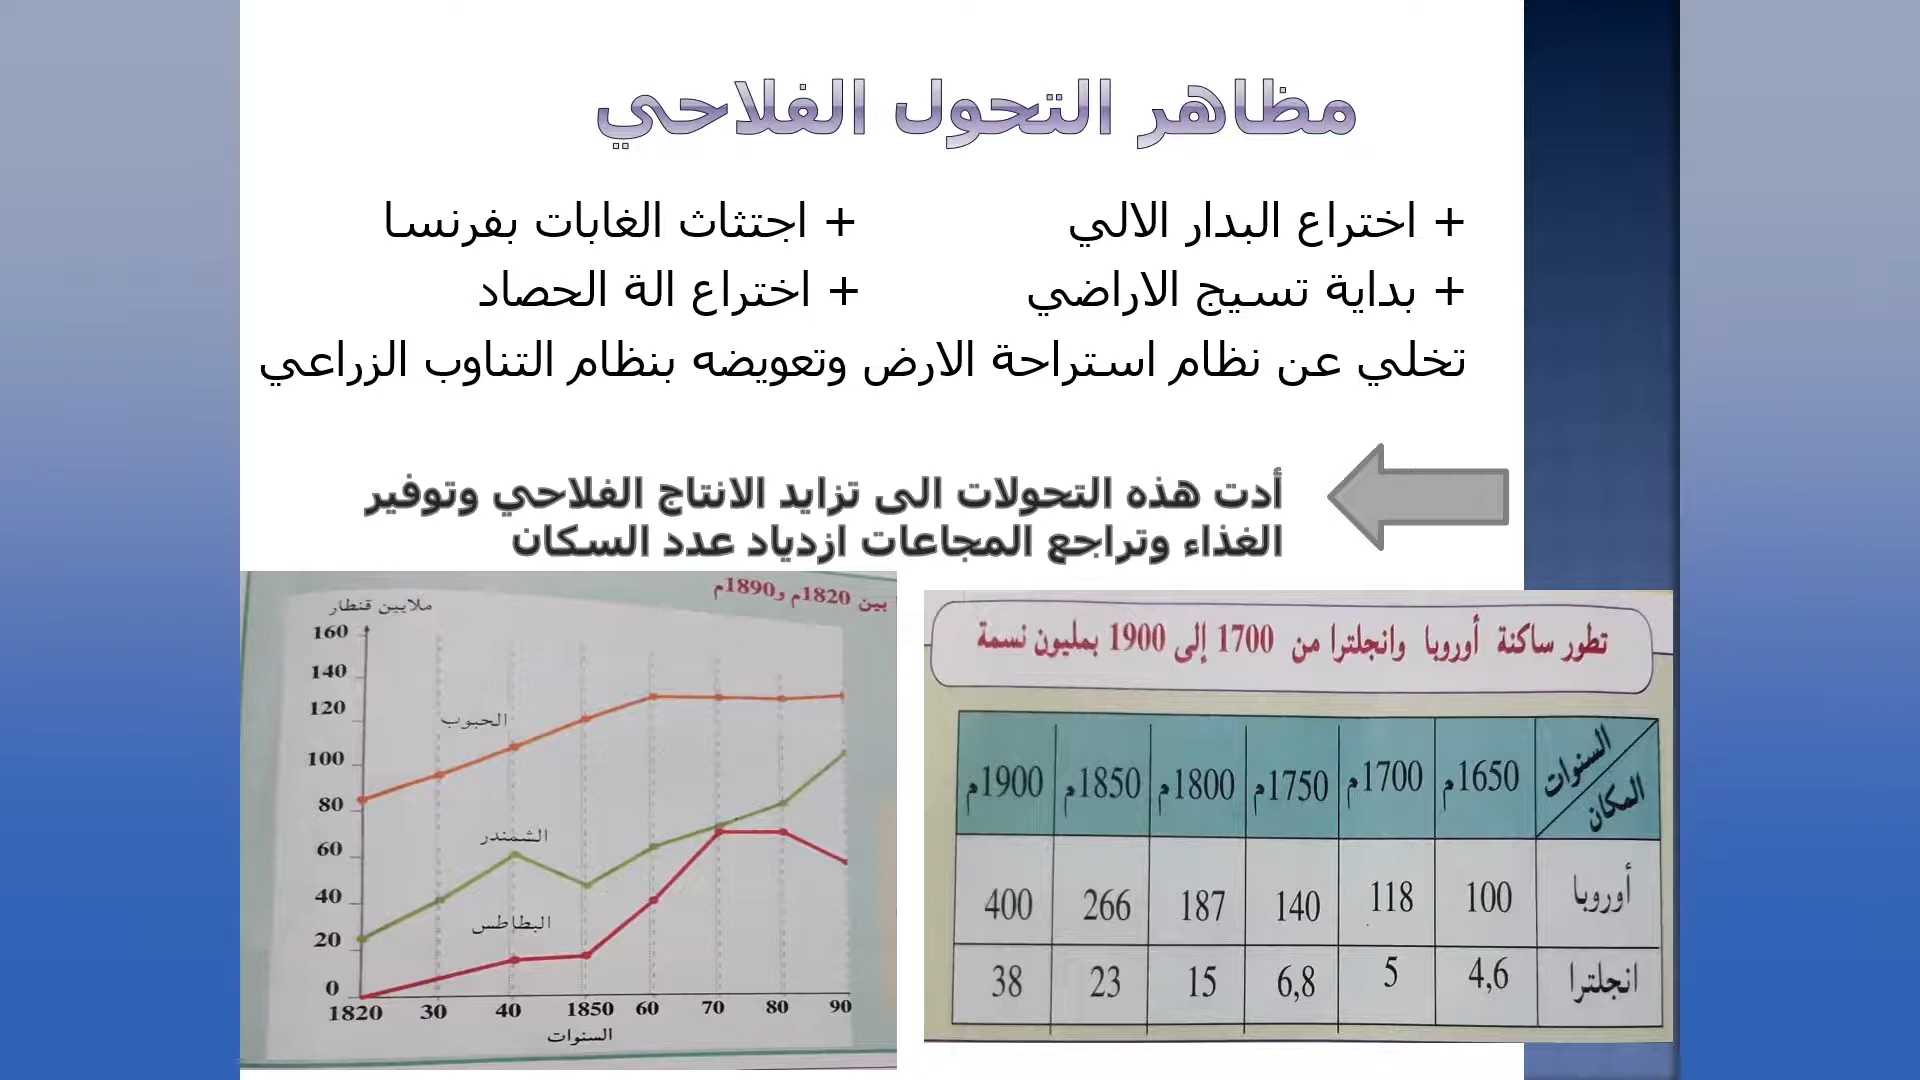 مظاهر التحول الفلاحي
+ اختراع البدار الالي + اجتثاث الغابات بفرنسا
+ بداية تسيج الاراضي + اختراع الة الحصاد
تخلي عن نظام استراحة الارض وتعويضه بنظام التناوب الزراعي
أدت هذه التحولات الى تزايد الانتاج الفلاحي وتوفير
الغذاء وتراجع المجاعات ازدياد عدد السكان
تطور ساكنة أوروبا وانجلترا من 1700 إلى 1900 بمليون نسمة
السنوات
المكان
1650م 1700م 1750م 1800م 1850م 1900م
أوروبا 100 118 140 187 266 400
انجلترا 4,6 5 6,8 15 23 38
بين 1820م و1890م
ملايين قنطار
160
140
120
100
80
60
40
20
0
الحبوب
الشمندر
البطاطس
1820 30 40 1850 60 70 80 90
السنوات